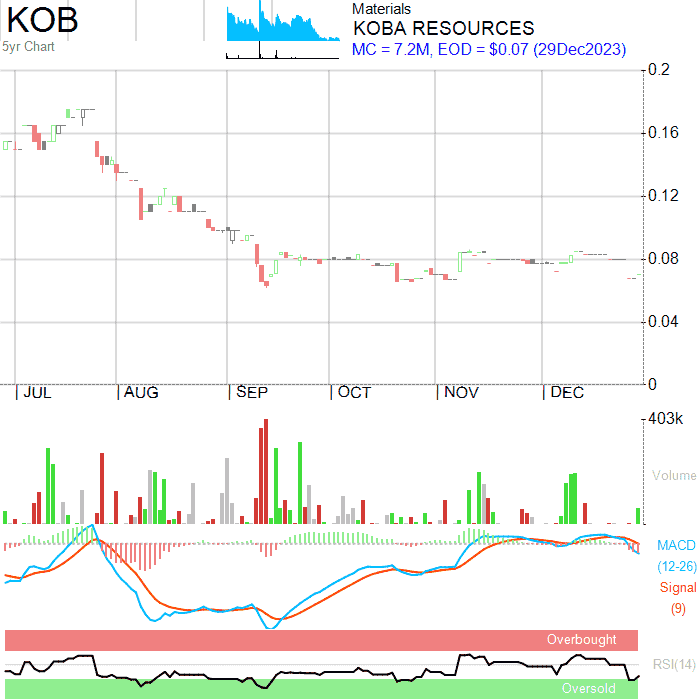 KOB
5yr Chart
Materials
KOBA RESOURCES
MC = 7.2M, EOD = $0.07 (29Dec2023)
0.2
0.16
0.12
0.08
0.04
0
JUL AUG SEP OCT NOV DEC
403k
Volume
MACD
(12-26)
Signal
(9)
Overbought
RSI(14)
Oversold